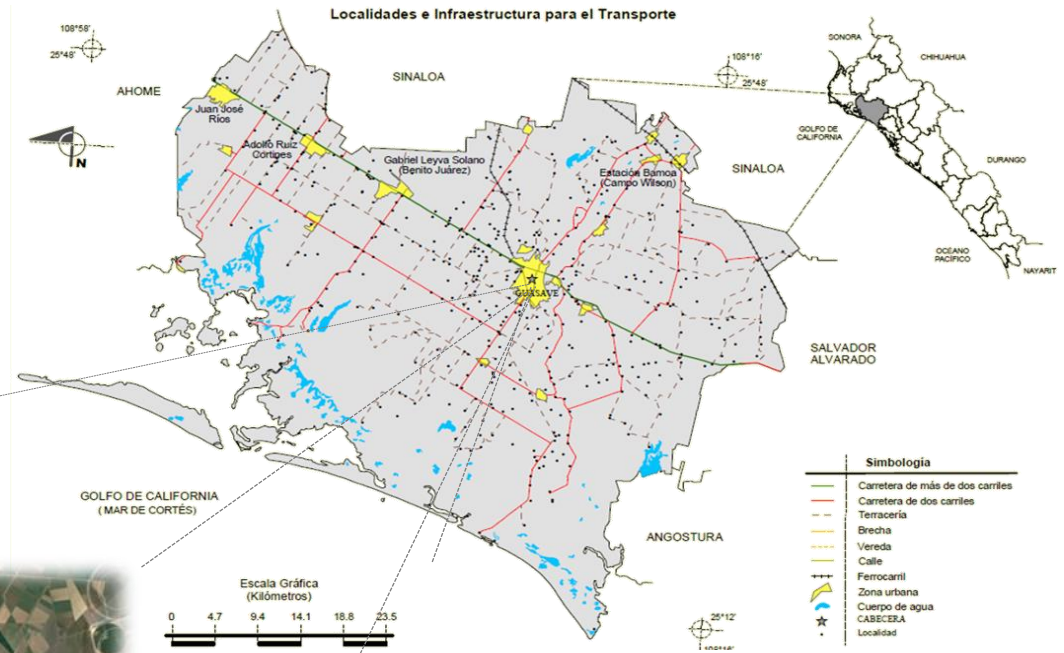 Localidades e Infraestructura para el Transporte
108°58'
25°48'
AHOME
SINALOA
108°16'
25°48'
SONORA
CHIHUAHUA
GOLFO DE
CALIFORNIA
DURANGO
OCÉANO
PACÍFICO
NAYARIT
Juan José
Ríos
N
Adolfo Ruiz
Cortines
Gabriel Leyva Solano
(Benito Juárez)
Estación Bamoa
(Campo Wilson)
SINALOA
GUASAVE
SALVADOR
ALVARADO
GOLFO DE CALIFORNIA
( MAR DE CORTÉS)
ANGOSTURA
Escala Gráfica
(Kilómetros)
0 4.7 9.4 14.1 18.8 23.5
25°12'
108°16'
Simbología
Carretera de más de dos carriles
Carretera de dos carriles
Terracería
Brecha
Vereda
Calle
Ferrocarril
Zona urbana
Cuerpo de agua
CABECERA
Localidad